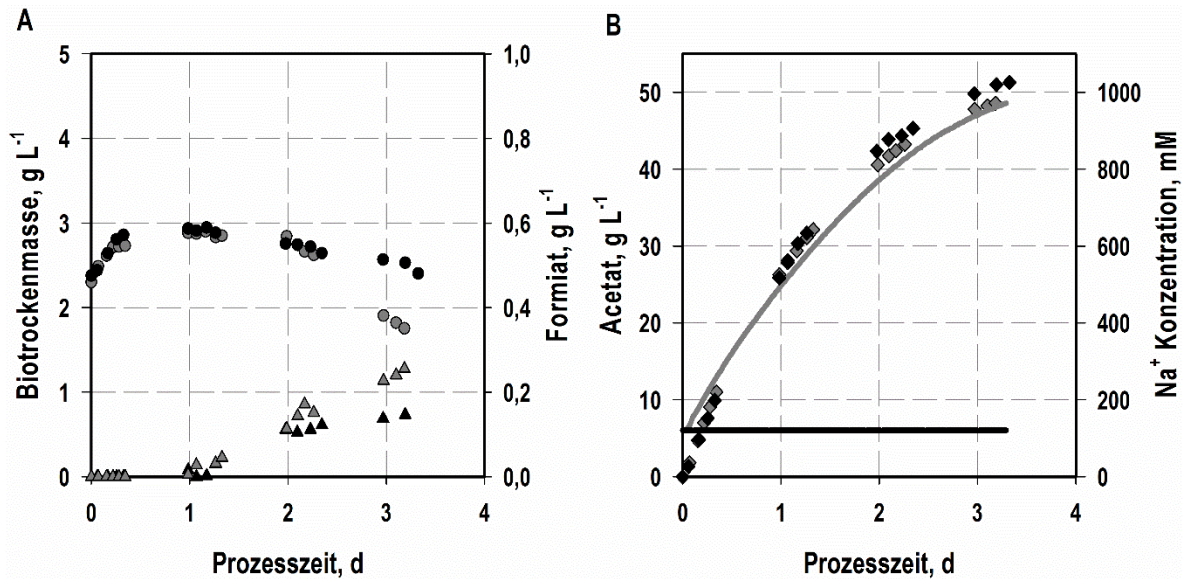 A
5
4
3
2
1
0
Biotrockenmasse, g L-1
1,0
0,8
0,6
0,4
0,2
0,0
Formiat, g L-1
0 1 2 3 4
Prozesszeit, d
B
50
40
30
20
10
0
Acetat, g L-1
1000
800
600
400
200
0
Na+ Konzentration, mM
0 1 2 3 4
Prozesszeit, d